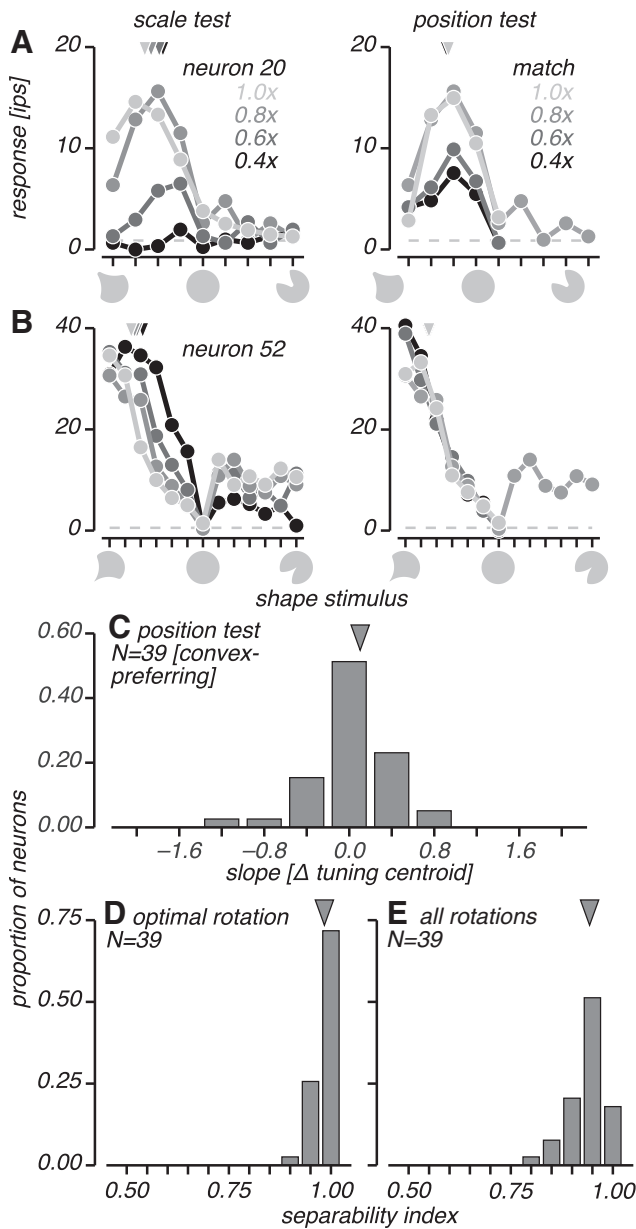 scale test
position test
A
20
10
0
response [ips]
neuron 20
1.0x
0.8x
0.6x
0.4x
20
10
0
match
1.0x
0.8x
0.6x
0.4x
B
40
20
0
neuron 52
40
20
0
shape stimulus
C position test
N=39 [convex-
preferring]
0.60
0.40
0.20
0.00
−1.6 −0.8 0.0 0.8 1.6
slope [Δ tuning centroid]
proportion of neurons
D optimal rotation
N=39
0.75
0.50
0.25
0.00
0.50 0.75 1.00
E all rotations
N=39
0.50 0.75 1.00
separability index